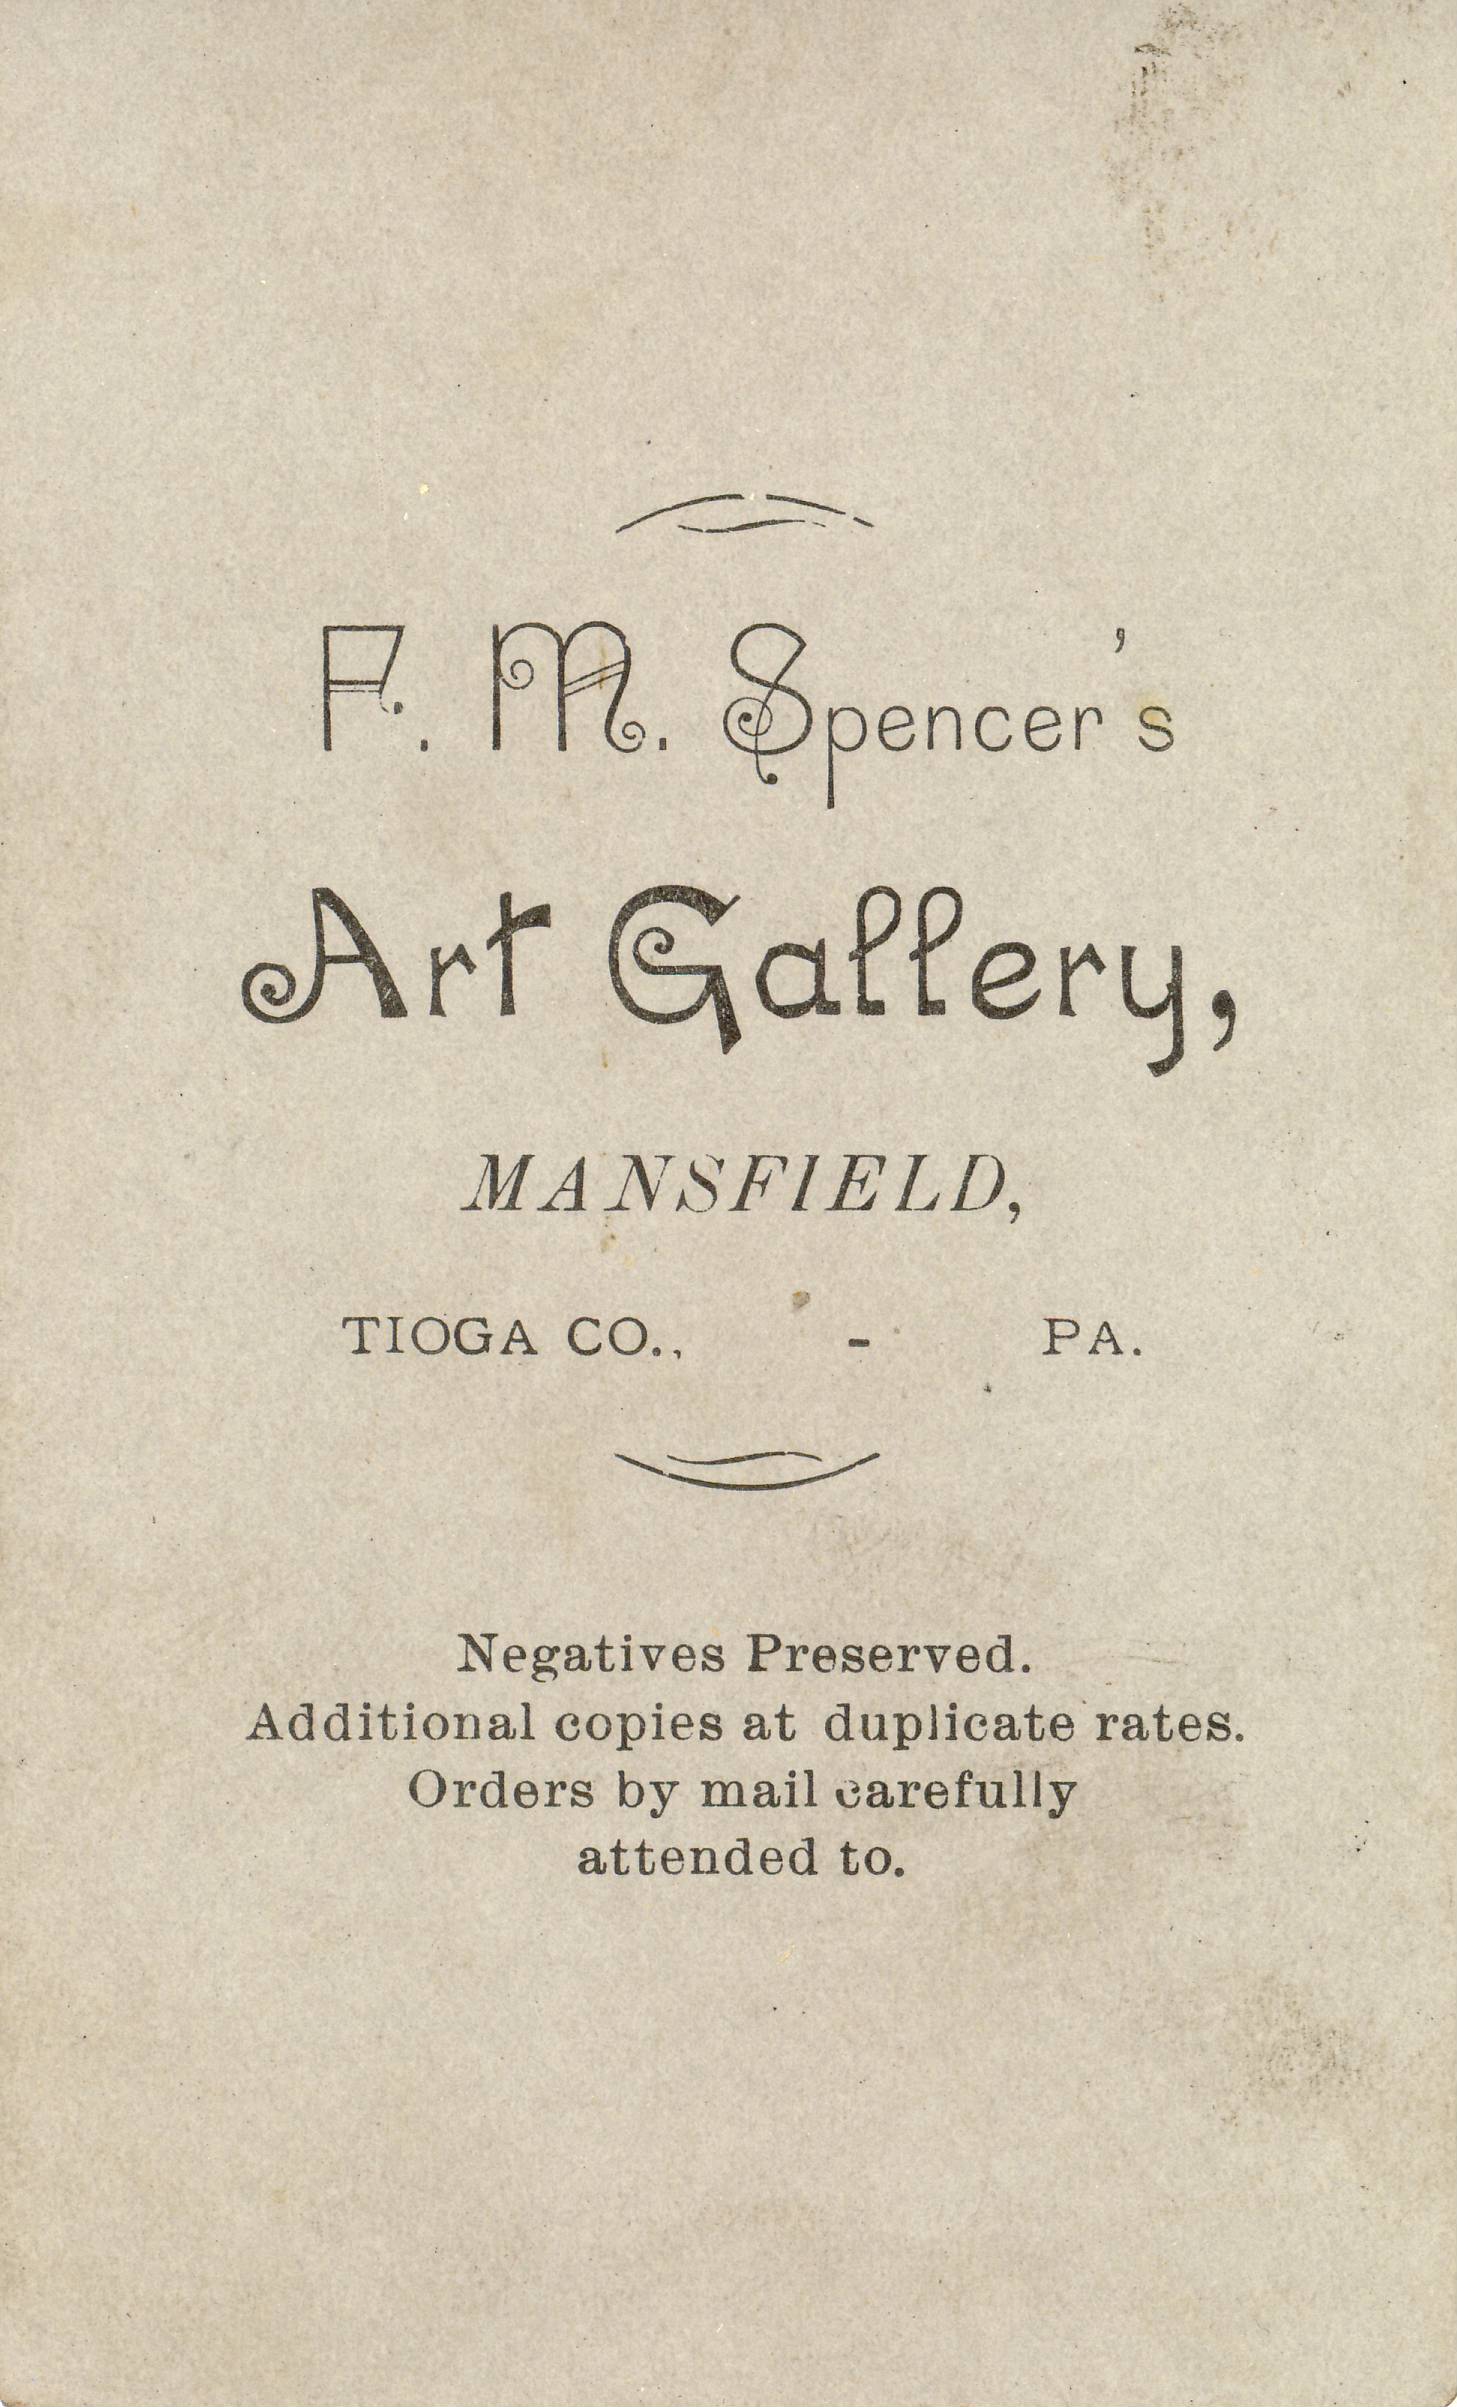 F. M. Spencer's
Art Gallery,
MANSFIELD,
TIOGA CO., - PA.
Negatives Preserved.
Additional copies at duplicate rates.
Orders by mail carefully
attended to.